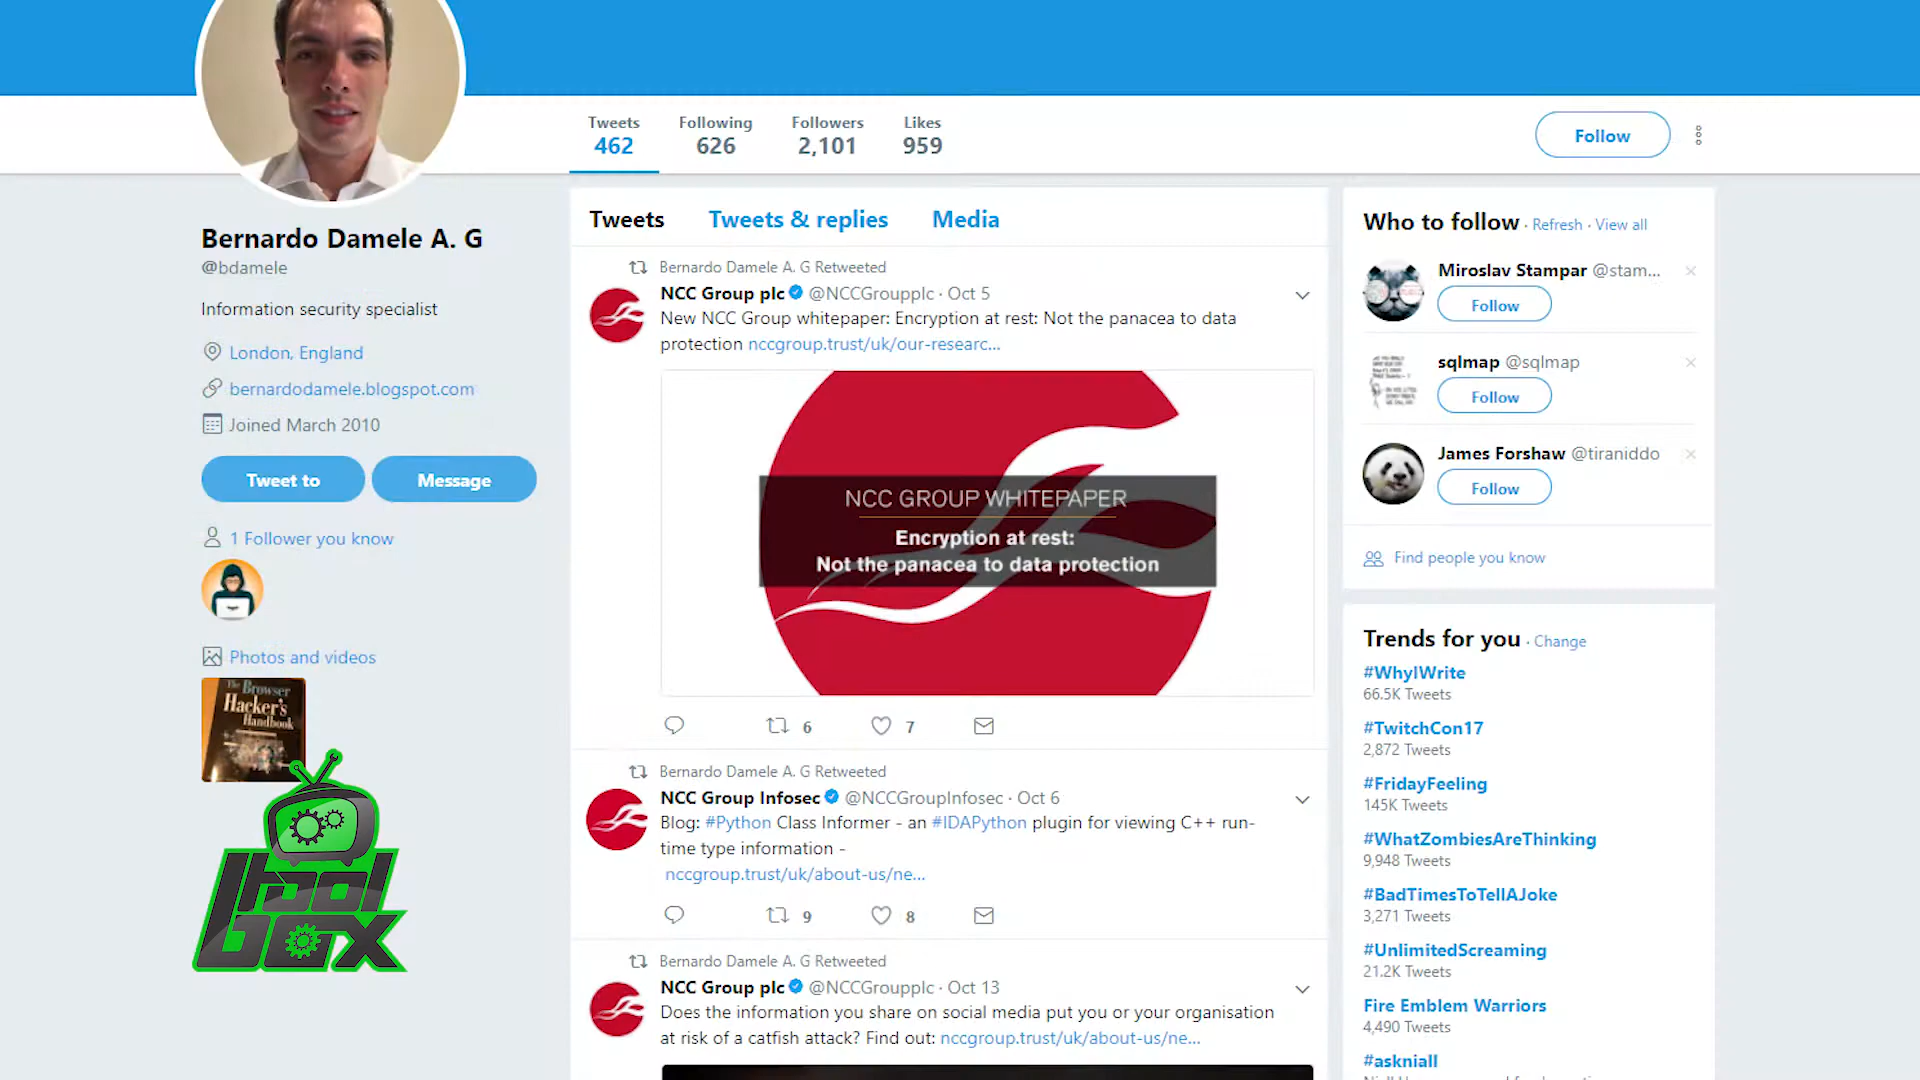 Tweets
462
Following
626
Followers
2,101
Likes
959
Follow
Bernardo Damele A. G
@bdamele
Information security specialist
London, England
bernardodamele.blogspot.com
Joined March 2010
Tweet to
Message
1 Follower you know
Photos and videos
The Browser
Hacker's
Handbook
tool
box
Tweets
Tweets & replies
Media
Bernardo Damele A. G Retweeted
NCC Group plc @NCCGroupplc · Oct 5
New NCC Group whitepaper: Encryption at rest: Not the panacea to data
protection nccgroup.trust/uk/our-researc...
NCC GROUP WHITEPAPER
Encryption at rest:
Not the panacea to data protection
6
7
Bernardo Damele A. G Retweeted
NCC Group Infosec @NCCGroupInfosec · Oct 6
Blog: #Python Class Informer - an #IDAPython plugin for viewing C++ run-
time type information -
nccgroup.trust/uk/about-us/ne...
9
8
Bernardo Damele A. G Retweeted
NCC Group plc @NCCGroupplc · Oct 13
Does the information you share on social media put you or your organisation
at risk of a catfish attack? Find out: nccgroup.trust/uk/about-us/ne...
Who to follow · Refresh · View all
Miroslav Stampar @stam...
Follow
sqlmap @sqlmap
Follow
James Forshaw @tiraniddo
Follow
Find people you know
Trends for you · Change
#WhyIWrite
66.5K Tweets
#TwitchCon17
2,872 Tweets
#FridayFeeling
145K Tweets
#WhatZombiesAreThinking
9,948 Tweets
#BadTimesToTellAJoke
3,271 Tweets
#UnlimitedScreaming
21.2K Tweets
Fire Emblem Warriors
4,490 Tweets
#askniall